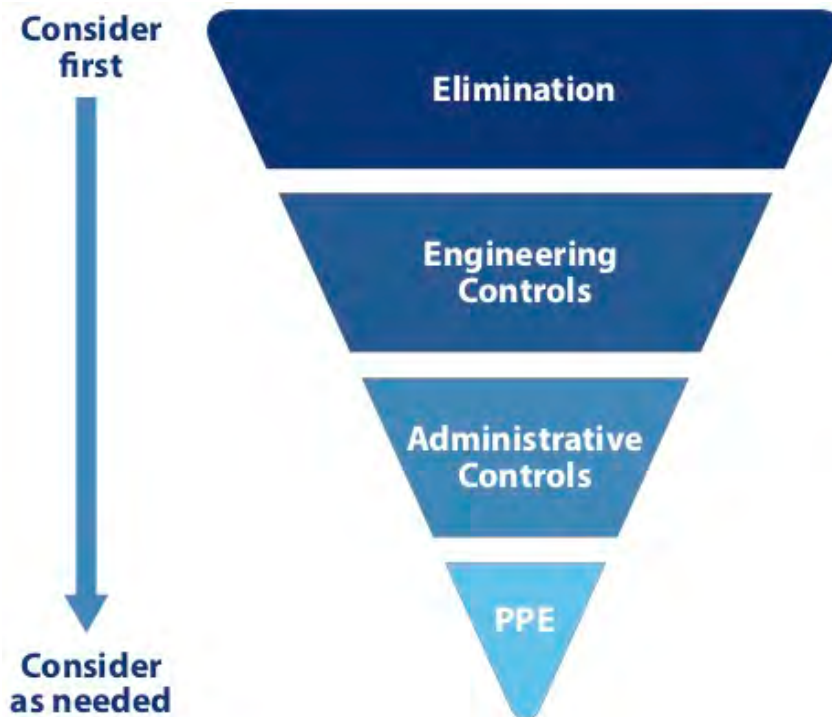 Consider
first
Elimination
Engineering
Controls
Administrative
Controls
PPE
Consider
as needed